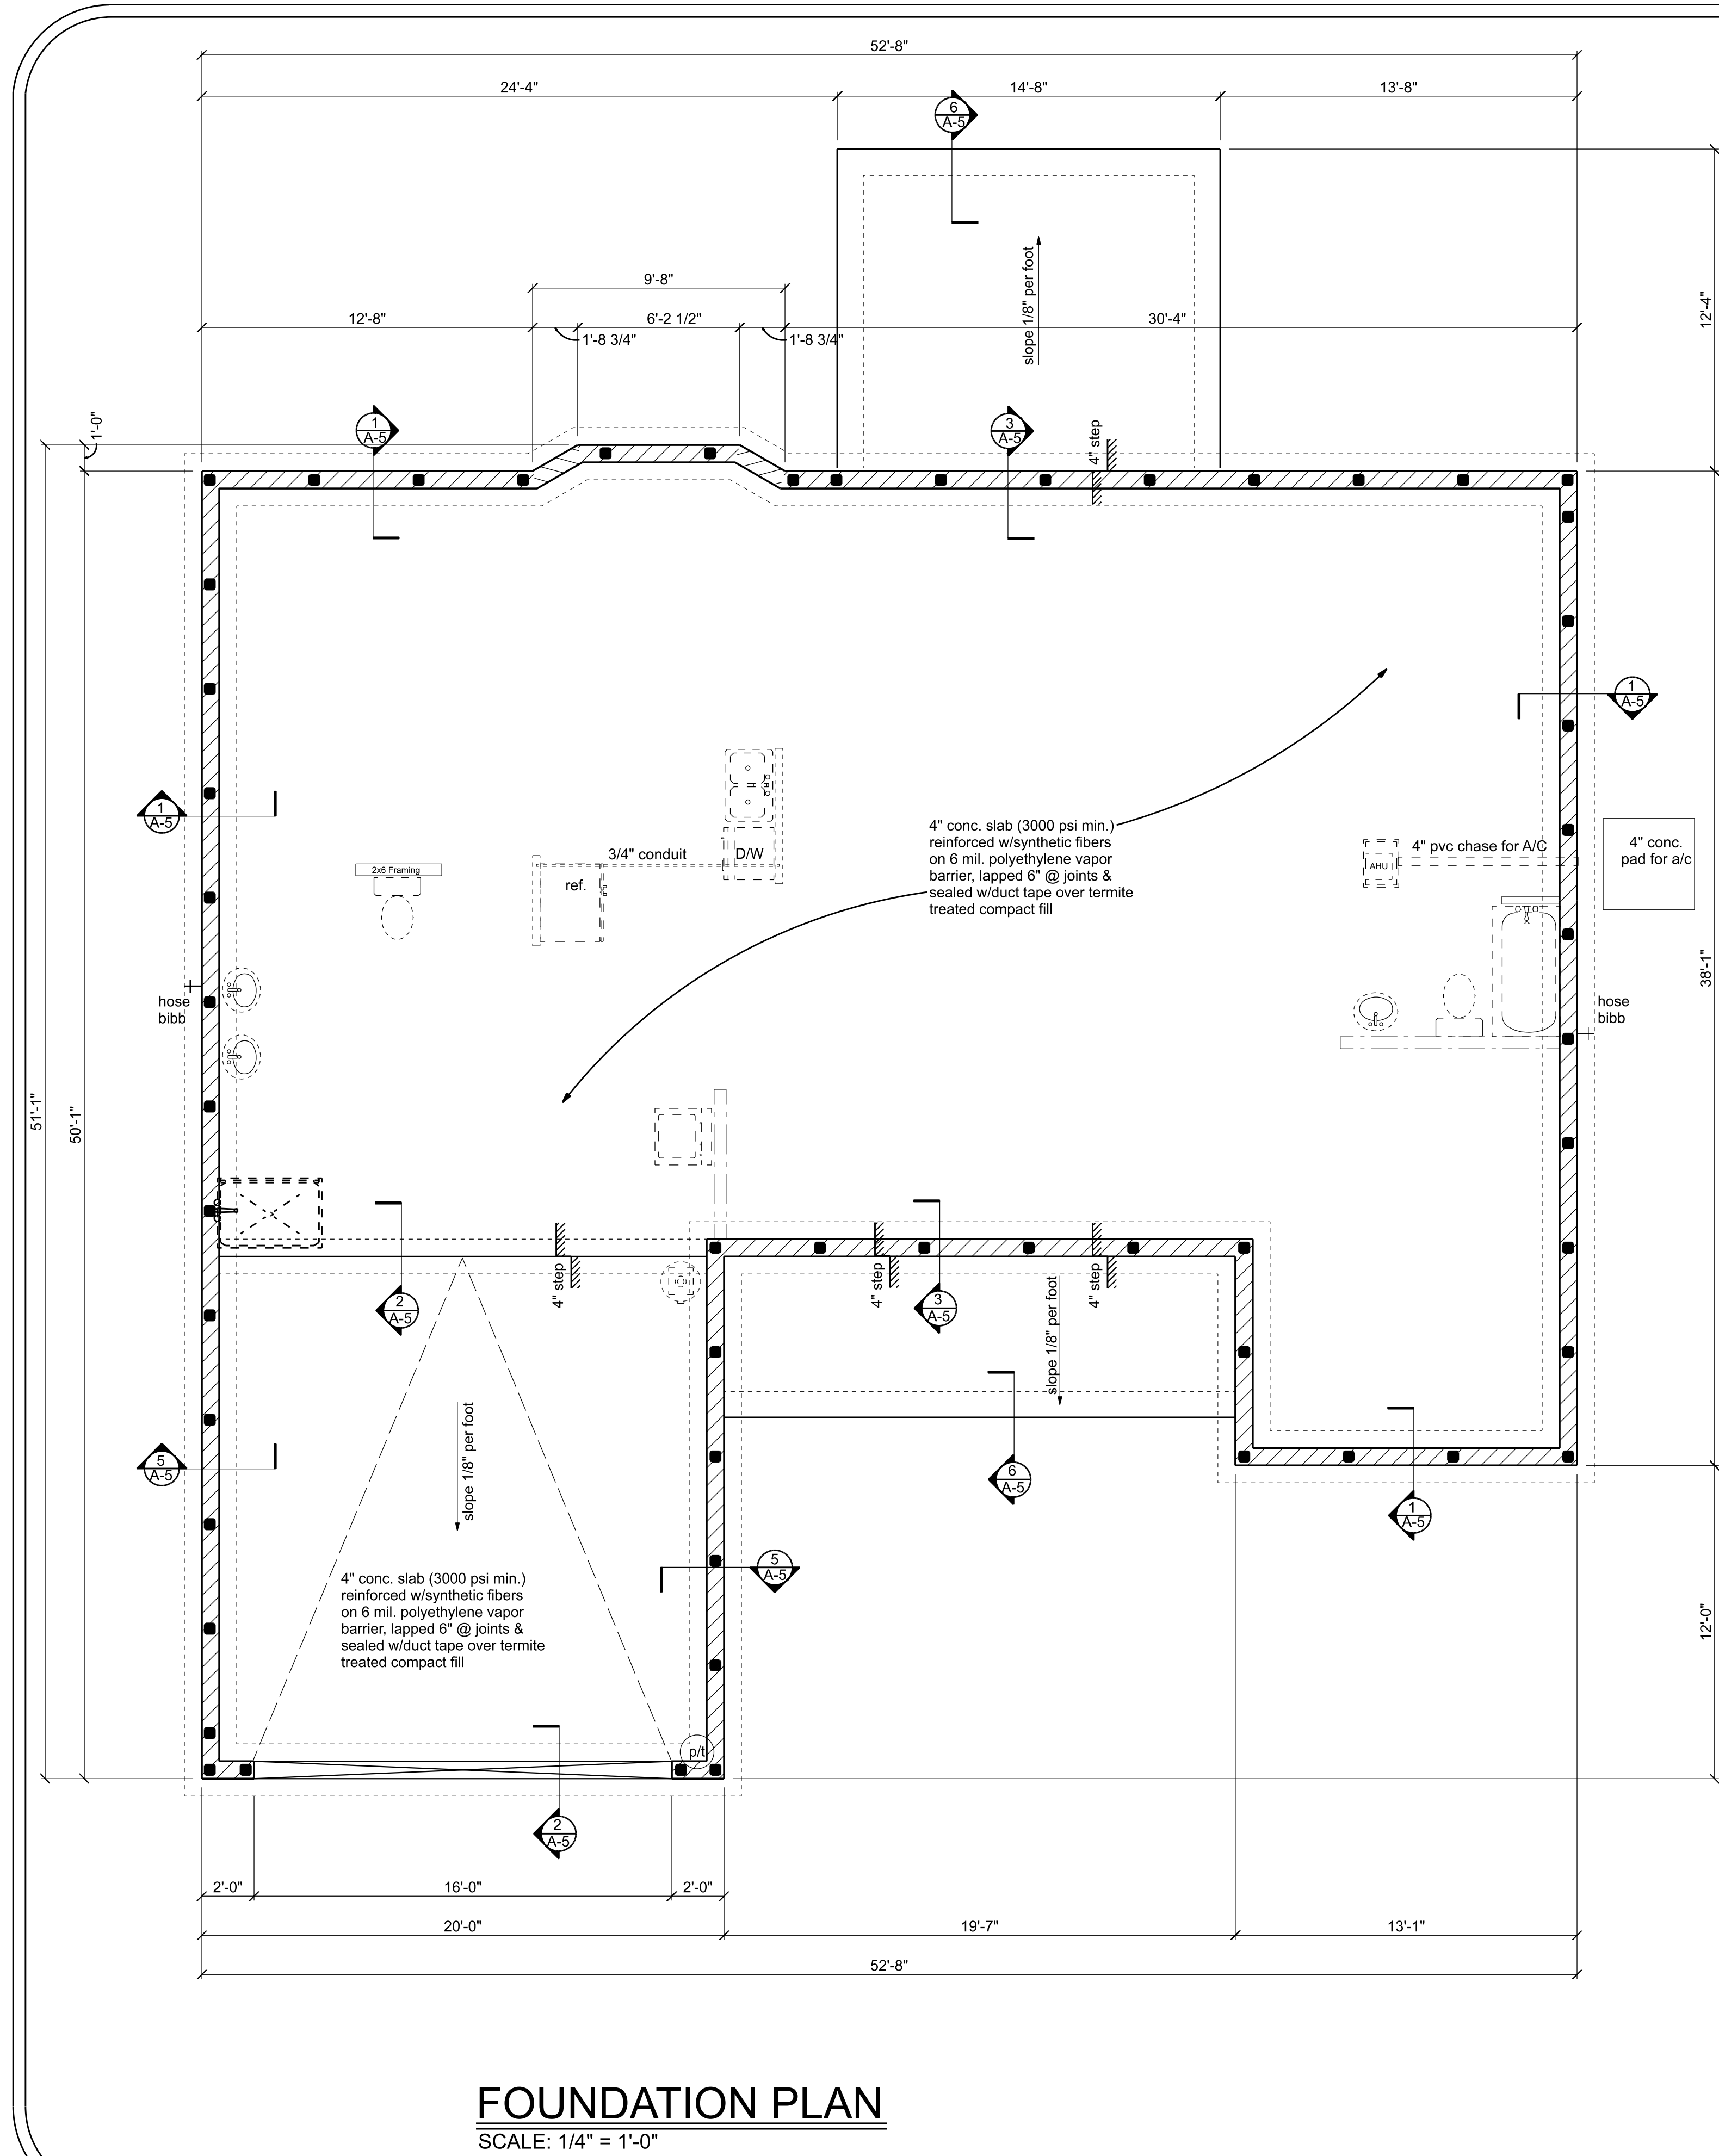 52'-8"
24'-4"
14'-8"
13'-8"
6
A-5
12'-4"
slope 1/8" per foot
9'-8"
12'-8"
6'-2 1/2"
30'-4"
1'-8 3/4"
1'-8 3/4"
1'-0"
1
A-5
3
A-5
4" step
1
A-5
1
A-5
4" conc. slab (3000 psi min.)
reinforced w/synthetic fibers
on 6 mil. polyethylene vapor
barrier, lapped 6" @ joints &
sealed w/duct tape over termite
treated compact fill
3/4" conduit
D/W
2x6 Framing
ref.
4" pvc chase for A/C
AHU
4" conc.
pad for a/c
38'-1"
hose
bibb
hose
bibb
51'-1"
50'-1"
2
A-5
4" step
4" step
3
A-5
4" step
slope 1/8" per foot
slope 1/8" per foot
5
A-5
6
A-5
1
A-5
5
A-5
4" conc. slab (3000 psi min.)
reinforced w/synthetic fibers
on 6 mil. polyethylene vapor
barrier, lapped 6" @ joints &
sealed w/duct tape over termite
treated compact fill
12'-0"
p/t
2
A-5
2'-0"
16'-0"
2'-0"
20'-0"
19'-7"
13'-1"
52'-8"
FOUNDATION PLAN
SCALE: 1/4" = 1'-0"